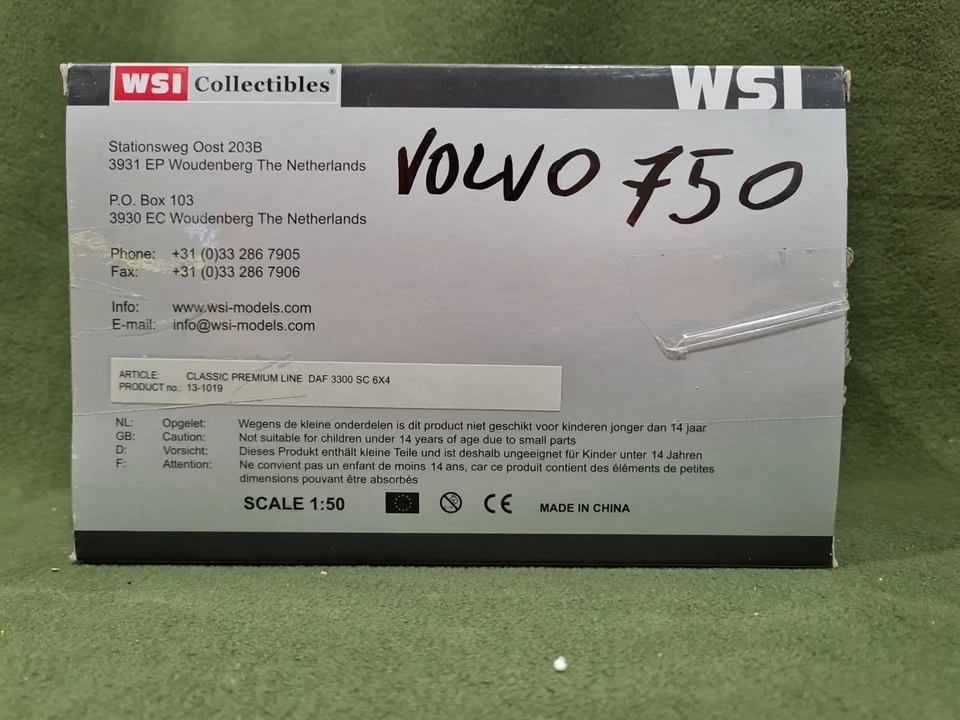 WSI Collectibles®
WSI
VOLVO 750
Stationsweg Oost 203B
3931 EP Woudenberg The Netherlands
P.O. Box 103
3930 EC Woudenberg The Netherlands
Phone: +31 (0)33 286 7905
Fax: +31 (0)33 286 7906
Info: www.wsi-models.com
E-mail: info@wsi-models.com
ARTICLE: CLASSIC PREMIUM LINE DAF 3300 SC 6X4
PRODUCT no.: 13-1019
NL: Opgelet: Wegens de kleine onderdelen is dit product niet geschikt voor kinderen jonger dan 14 jaar
GB: Caution: Not suitable for children under 14 years of age due to small parts
D: Vorsicht: Dieses Produkt enthält kleine Teile und ist deshalb ungeeignet für Kinder unter 14 Jahren
F: Attention: Ne convient pas un enfant de moins 14 ans, car ce produit contient des éléments de petites
dimensions pouvant être absorbés
SCALE 1:50 CE MADE IN CHINA